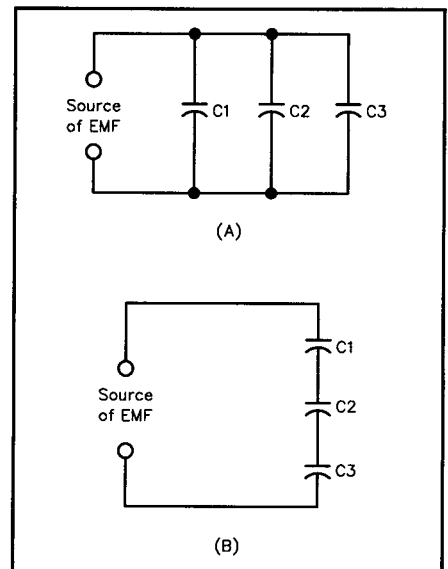 Source
of EMF
C1
C2
C3
(A)
C1
Source
of EMF
C2
C3
(B)